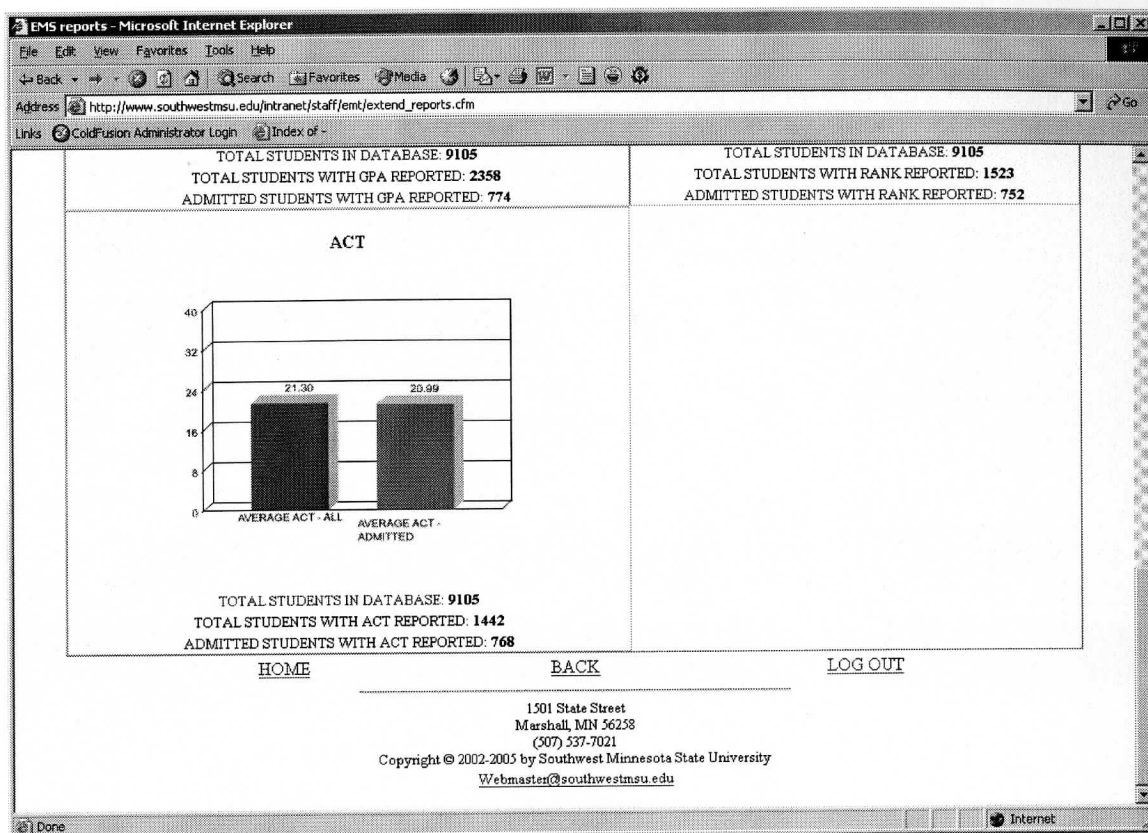 EMS reports - Microsoft Internet Explorer
File Edit View Favorites Tools Help
Back Search Favorites Media
Address http://www.southwestmsu.edu/intranet/staff/emt/extend_reports.cfm Go
Links ColdFusion Administrator Login Index of -
TOTAL STUDENTS IN DATABASE: 9105
TOTAL STUDENTS WITH GPA REPORTED: 2358
ADMITTED STUDENTS WITH GPA REPORTED: 774
TOTAL STUDENTS IN DATABASE: 9105
TOTAL STUDENTS WITH RANK REPORTED: 1523
ADMITTED STUDENTS WITH RANK REPORTED: 752
ACT
40
32
24
16
8
0
21.30 20.99
AVERAGE ACT - ALL
AVERAGE ACT -
ADMITTED
TOTAL STUDENTS IN DATABASE: 9105
TOTAL STUDENTS WITH ACT REPORTED: 1442
ADMITTED STUDENTS WITH ACT REPORTED: 768
HOME BACK LOG OUT
1501 State Street
Marshall, MN 56258
(507) 537-7021
Copyright © 2002-2005 by Southwest Minnesota State University
Webmaster@southwestmsu.edu
Done Internet